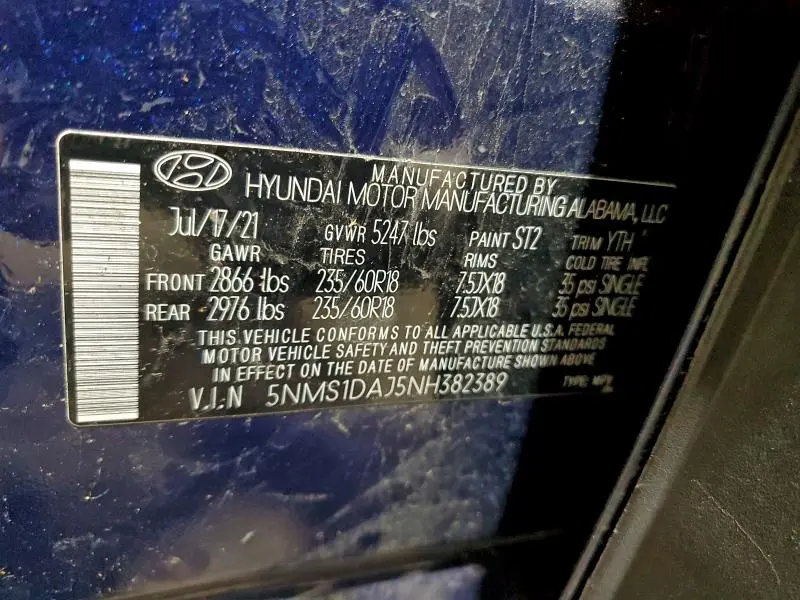 MANUFACTURED BY
HYUNDAI MOTOR MANUFACTURING ALABAMA, LLC
Jul/17/21 GVWR 5247 lbs PAINT ST2 TRIM YTH
GAWR TIRES RIMS COLD TIRE INFL
FRONT 2866 lbs 235/60R18 7.5JX18 35 psi SINGLE
REAR 2976 lbs 235/60R18 7.5JX18 35 psi SINGLE
THIS VEHICLE CONFORMS TO ALL APPLICABLE U.S.A. FEDERAL
MOTOR VEHICLE SAFETY AND THEFT PREVENTION STANDARDS
IN EFFECT ON THE DATE OF MANUFACTURE SHOWN ABOVE
V.I.N 5NMS1DAJ5NH382389 TYPE: MPV